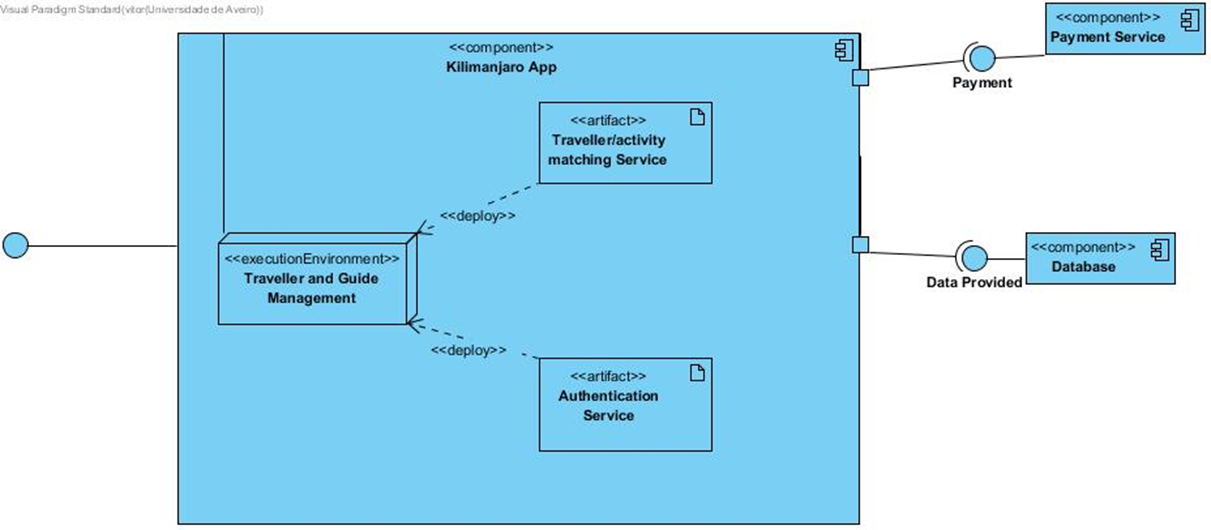 Visual Paradigm Standard(vitor(Universidade de Aveiro))
<<component>>
Kilimanjaro App
<<component>>
Payment Service
Payment
<<artifact>>
Traveller/activity
matching Service
<<deploy>>
<<executionEnvironment>>
Traveller and Guide
Management
<<component>>
Database
Data Provided
<<deploy>>
<<artifact>>
Authentication
Service